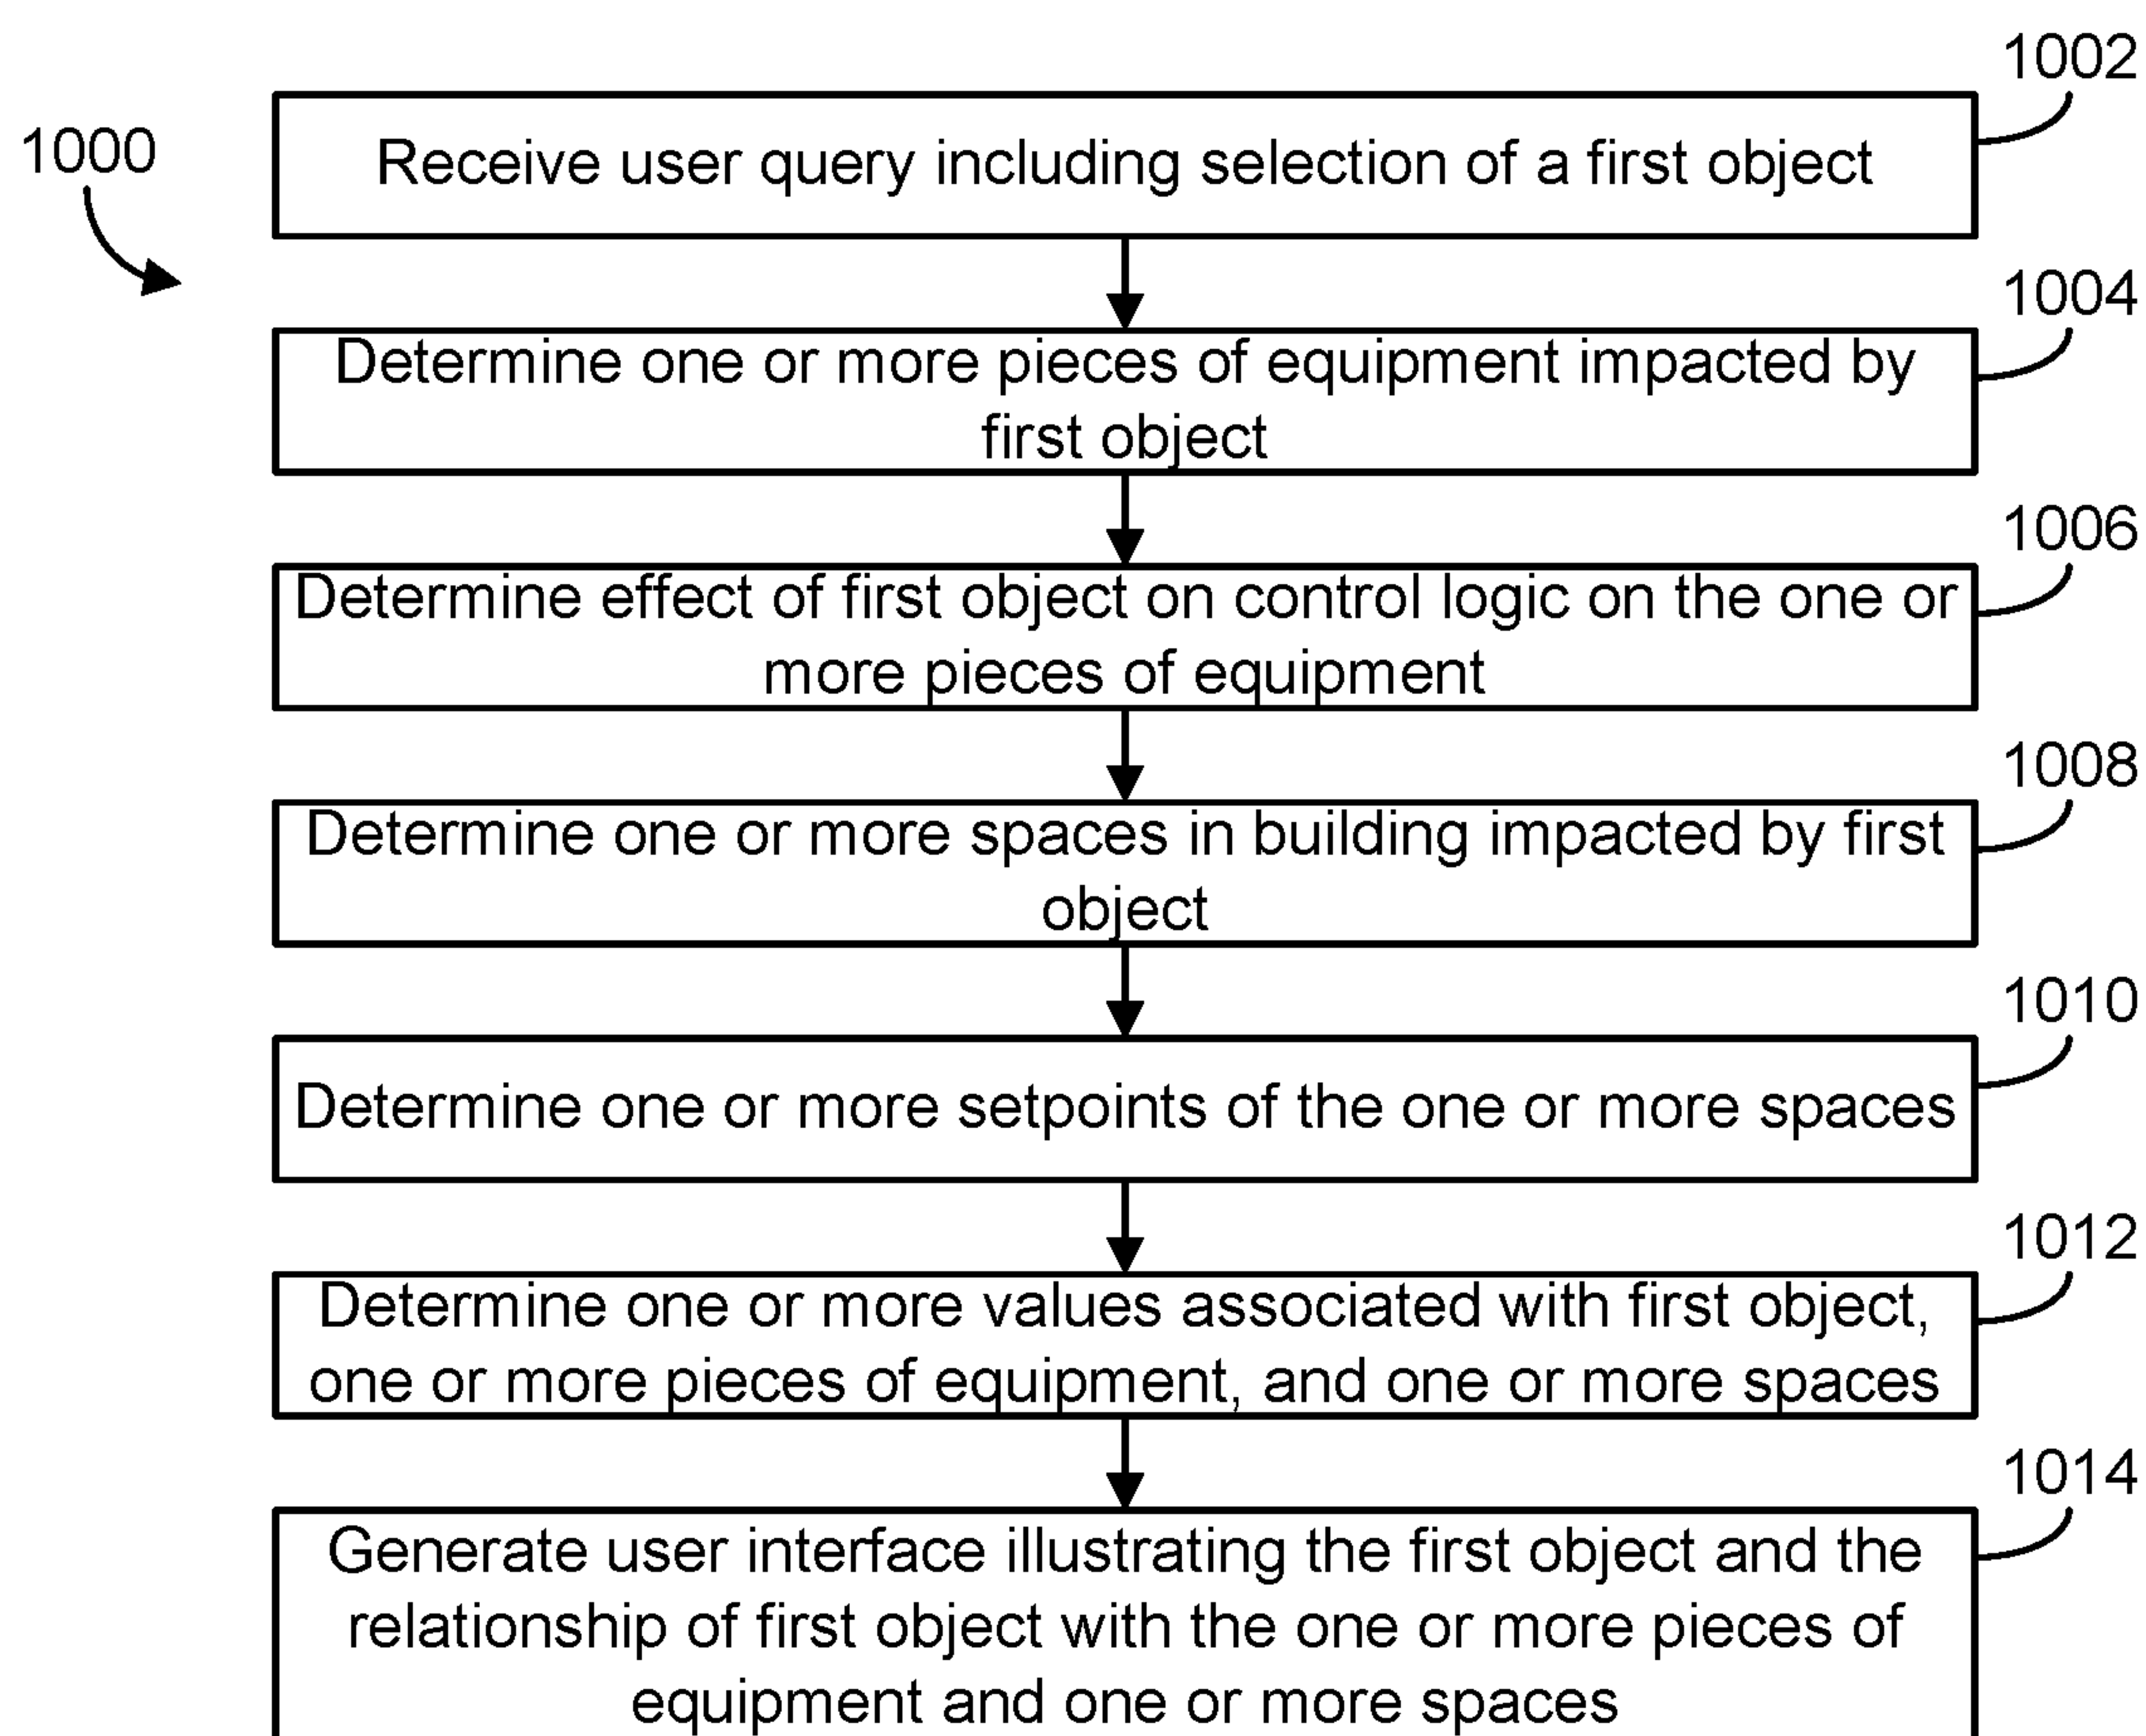 1002
1000
Receive user query including selection of a first object
1004
Determine one or more pieces of equipment impacted by
first object
1006
Determine effect of first object on control logic on the one or
more pieces of equipment
1008
Determine one or more spaces in building impacted by first
object
1010
Determine one or more setpoints of the one or more spaces
1012
Determine one or more values associated with first object,
one or more pieces of equipment, and one or more spaces
1014
Generate user interface illustrating the first object and the
relationship of first object with the one or more pieces of
equipment and one or more spaces